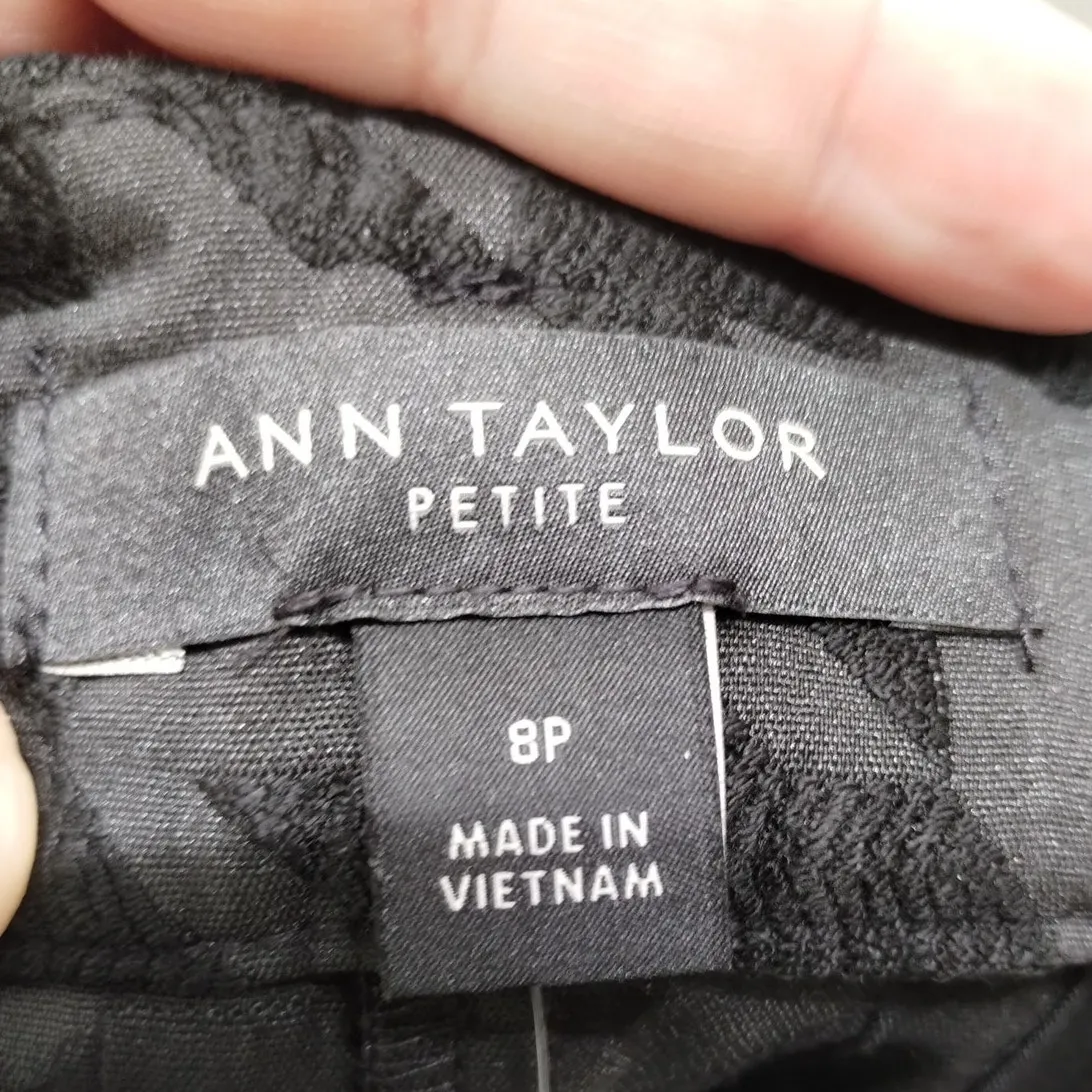 ANN TAYLOR
PETITE
8P
MADE IN
VIETNAM